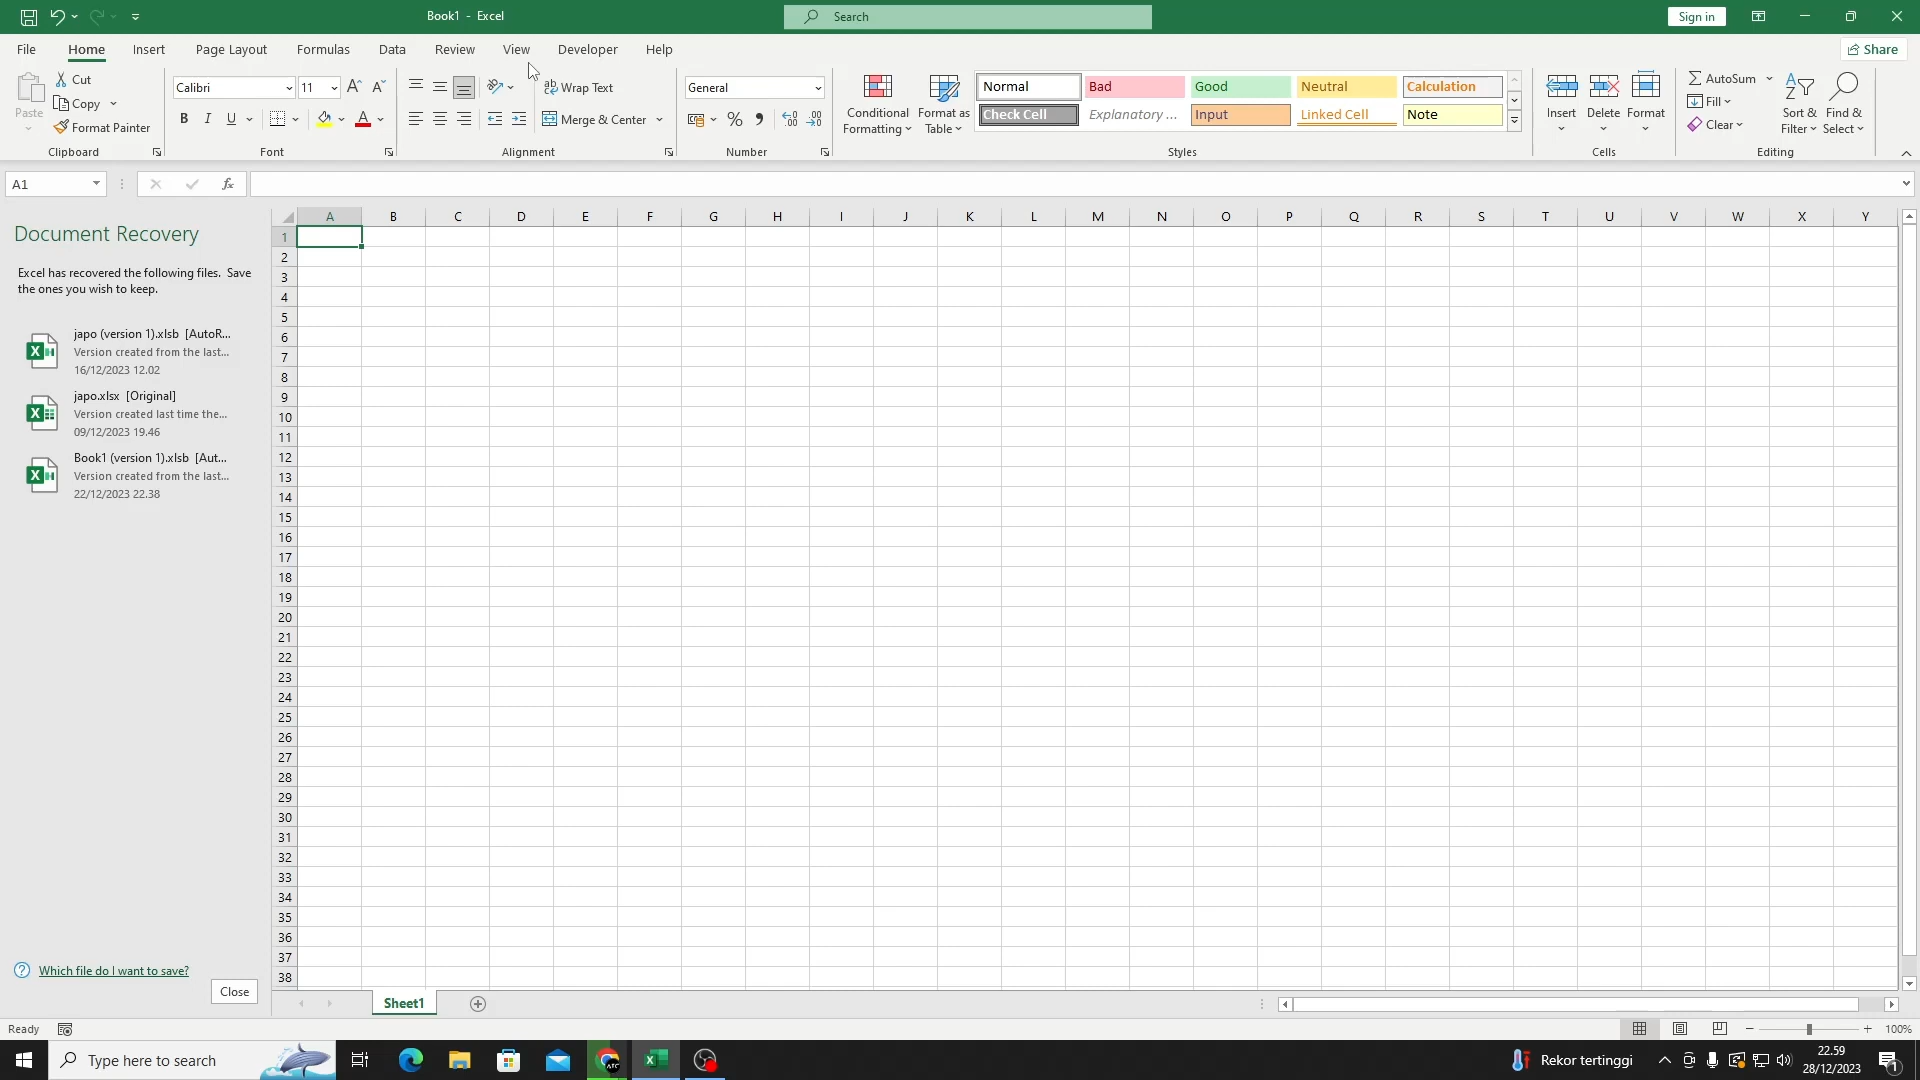 Book1 - Excel
Search
Sign in
File Home Insert Page Layout Formulas Data Review View Developer Help
Share
Paste
Cut
Copy
Format Painter
Clipboard
Calibri 11
B I U
Font
Wrap Text
Merge & Center
Alignment
General
%
Number
Conditional Formatting
Format as Table
Normal Bad Good Neutral Calculation
Check Cell Explanatory ... Input Linked Cell Note
Styles
Insert Delete Format
Cells
AutoSum
Fill
Clear
Sort & Filter
Find & Select
Editing
A1
fx
Document Recovery
Excel has recovered the following files. Save
the ones you wish to keep.
japo (version 1).xlsb [AutoR...
Version created from the last...
16/12/2023 12.02
japo.xlsx [Original]
Version created last time the...
09/12/2023 19.46
Book1 (version 1).xlsb [Aut...
Version created from the last...
22/12/2023 22.38
Which file do I want to save?
Close
A B C D E F G H I J K L M N O P Q R S T U V W X Y
1
2
3
4
5
6
7
8
9
10
11
12
13
14
15
16
17
18
19
20
21
22
23
24
25
26
27
28
29
30
31
32
33
34
35
36
37
38
Sheet1
Ready
100%
Type here to search
Rekor tertinggi
22.59
28/12/2023
1